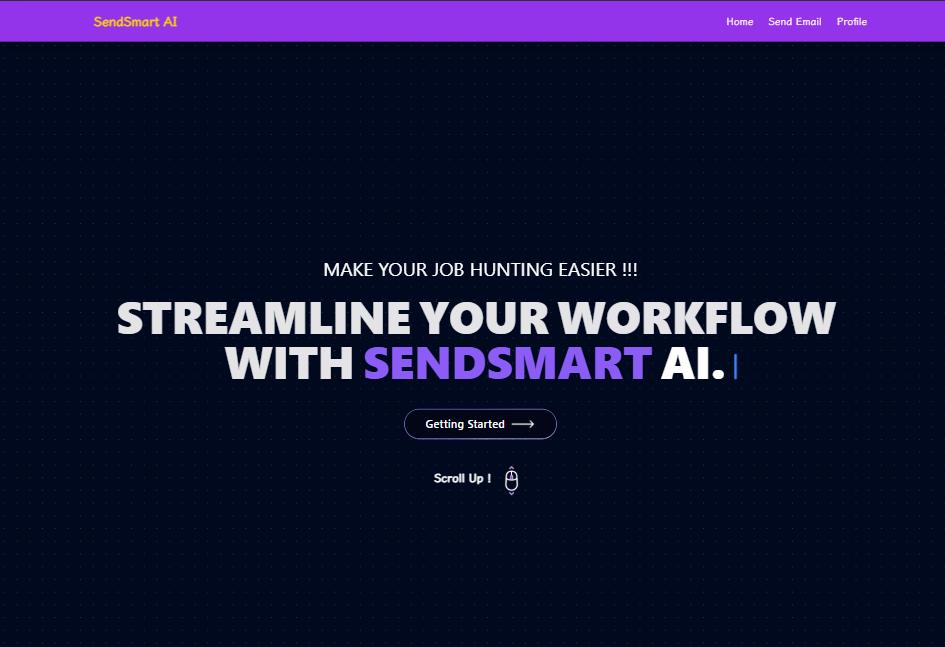 SendSmart AI
Home Send Email Profile
MAKE YOUR JOB HUNTING EASIER !!!
STREAMLINE YOUR WORKFLOW
WITH SENDSMART AI.
Getting Started
Scroll Up !